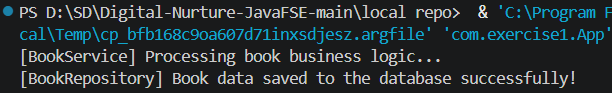 PS D:\SD\Digital-Nurture-JavaFSE-main\local repo>  & 'C:\Program F
cal\Temp\cp_bfb168c9oa607d71inxsdjesz.argfile' 'com.exercise1.App'
[BookService] Processing book business logic...
[BookRepository] Book data saved to the database successfully!